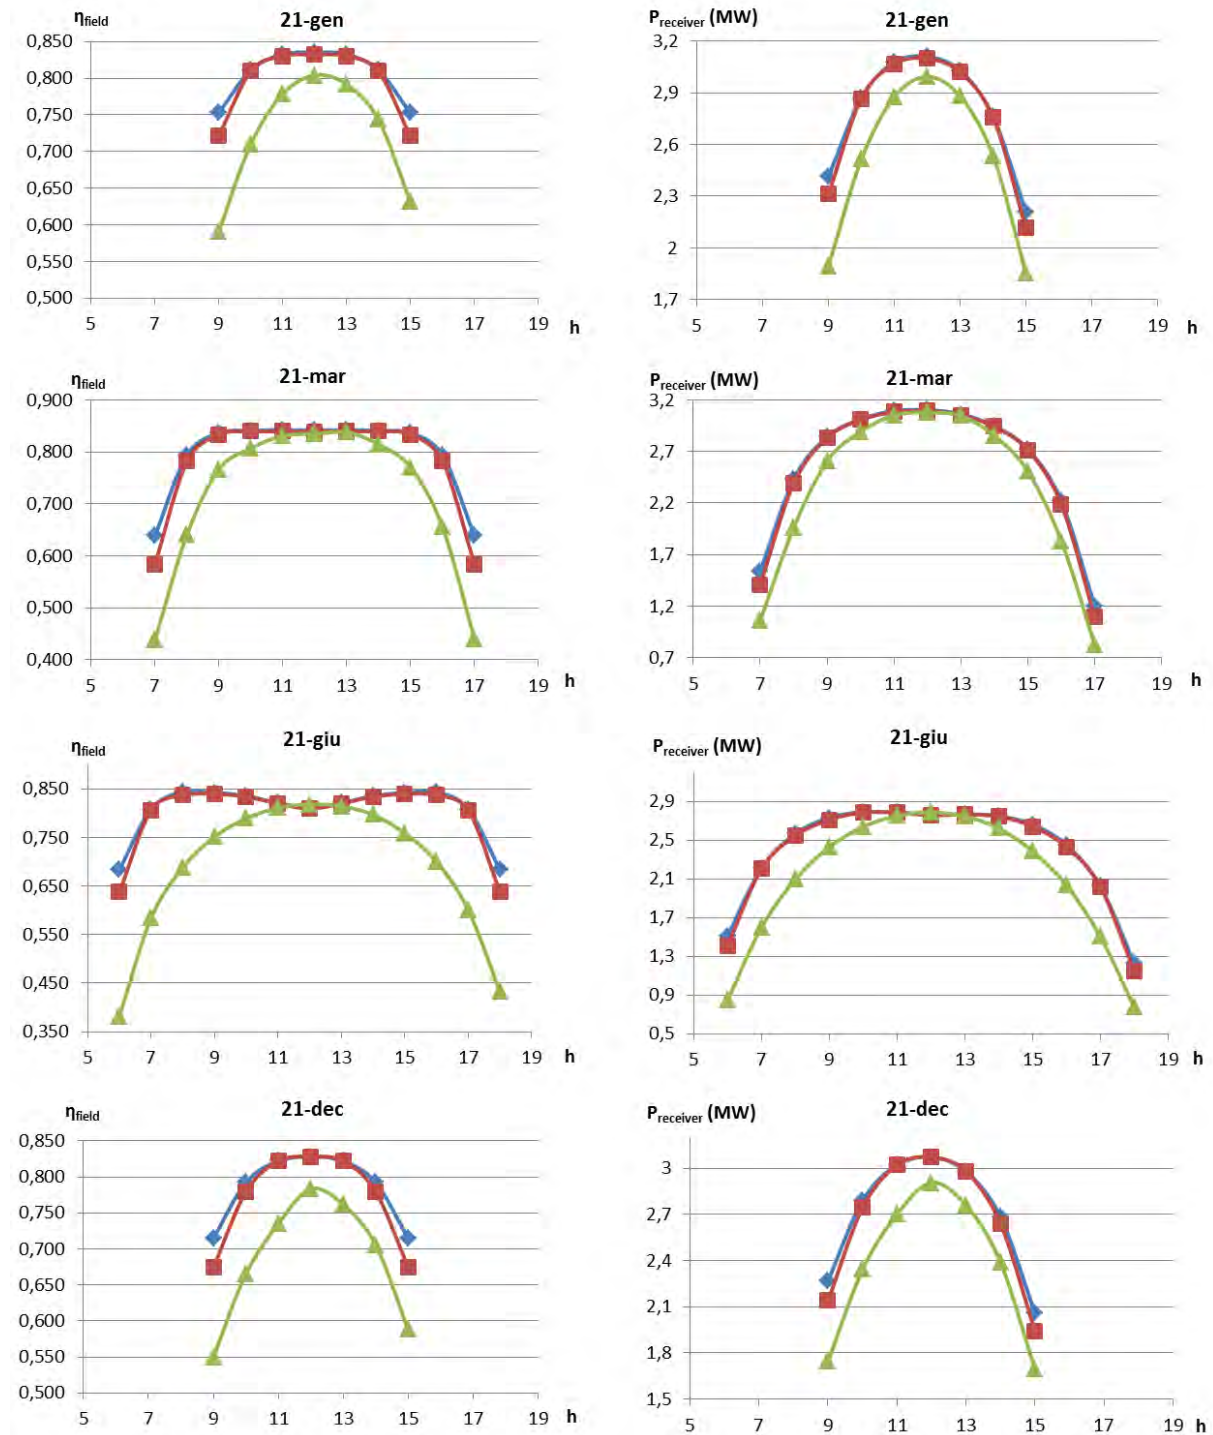 ηfield
21-gen
0,850
0,800
0,750
0,700
0,650
0,600
0,550
0,500
5 7 9 11 13 15 17 19 h
Preceiver (MW)
21-gen
3,2
2,9
2,6
2,3
2
1,7
5 7 9 11 13 15 17 19 h
ηfield
21-mar
0,900
0,800
0,700
0,600
0,500
0,400
5 7 9 11 13 15 17 19 h
Preceiver (MW)
21-mar
3,2
2,7
2,2
1,7
1,2
0,7
5 7 9 11 13 15 17 19 h
ηfield
21-giu
0,850
0,750
0,650
0,550
0,450
0,350
5 7 9 11 13 15 17 19 h
Preceiver (MW)
21-giu
2,9
2,5
2,1
1,7
1,3
0,9
0,5
5 7 9 11 13 15 17 19 h
ηfield
21-dec
0,850
0,800
0,750
0,700
0,650
0,600
0,550
0,500
5 7 9 11 13 15 17 19 h
Preceiver (MW)
21-dec
3
2,7
2,4
2,1
1,8
1,5
5 7 9 11 13 15 17 19 h